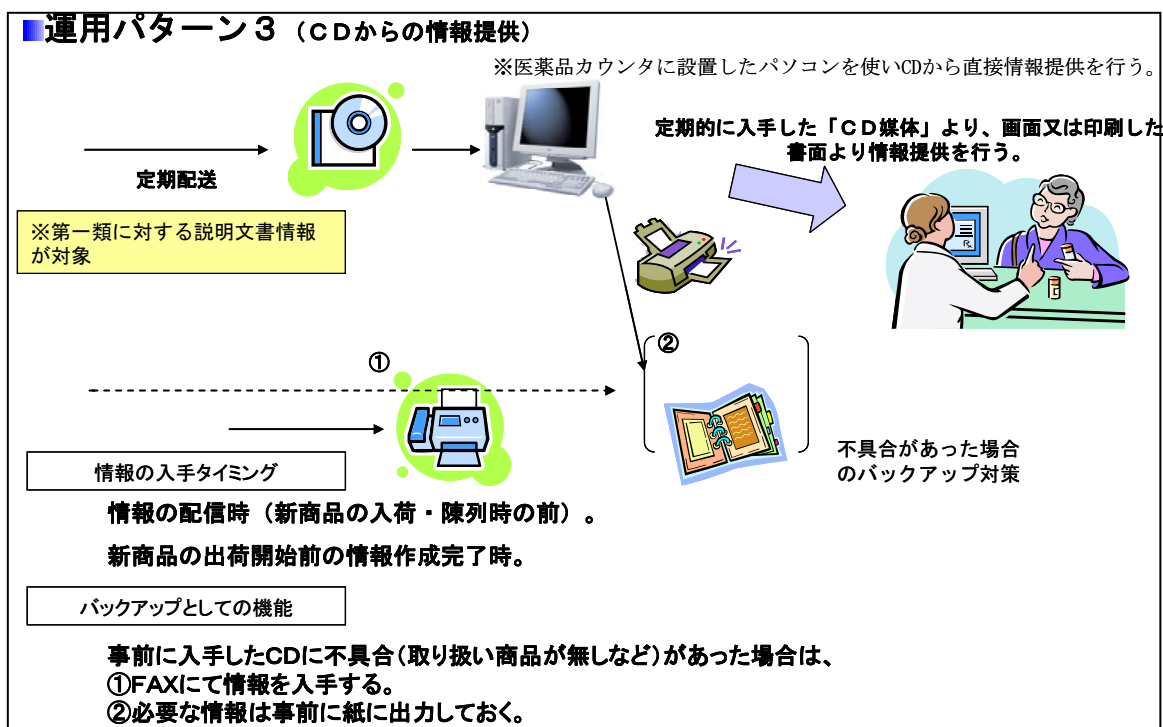 運用パターン３（ＣＤからの情報提供）
※医薬品カウンタに設置したパソコンを使いCDから直接情報提供を行う。
定期的に入手した「ＣＤ媒体」より、画面又は印刷した
書面より情報提供を行う。
定期配送
※第一類に対する説明文書情報
が対象
①
②
不具合があった場合
のバックアップ対策
情報の入手タイミング
情報の配信時（新商品の入荷・陳列時の前）。
新商品の出荷開始前の情報作成完了時。
バックアップとしての機能
事前に入手したCDに不具合（取り扱い商品が無しなど）があった場合は、
①FAXにて情報を入手する。
②必要な情報は事前に紙に出力しておく。